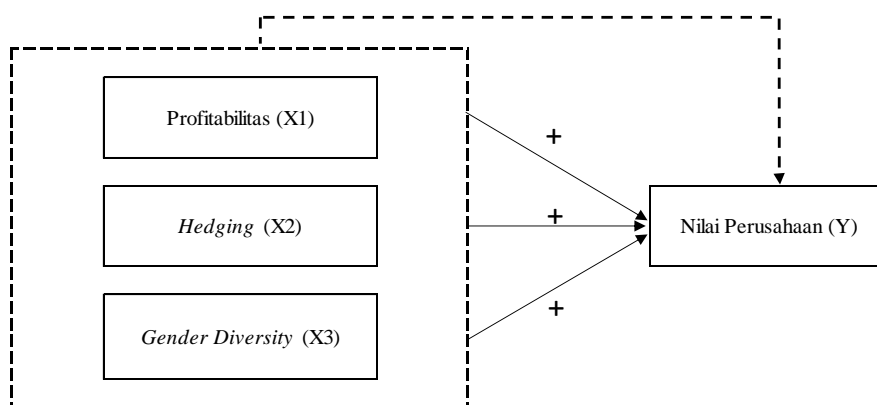 Profitabilitas (X1)
+
Hedging (X2)
+
Nilai Perusahaan (Y)
Gender Diversity (X3)
+